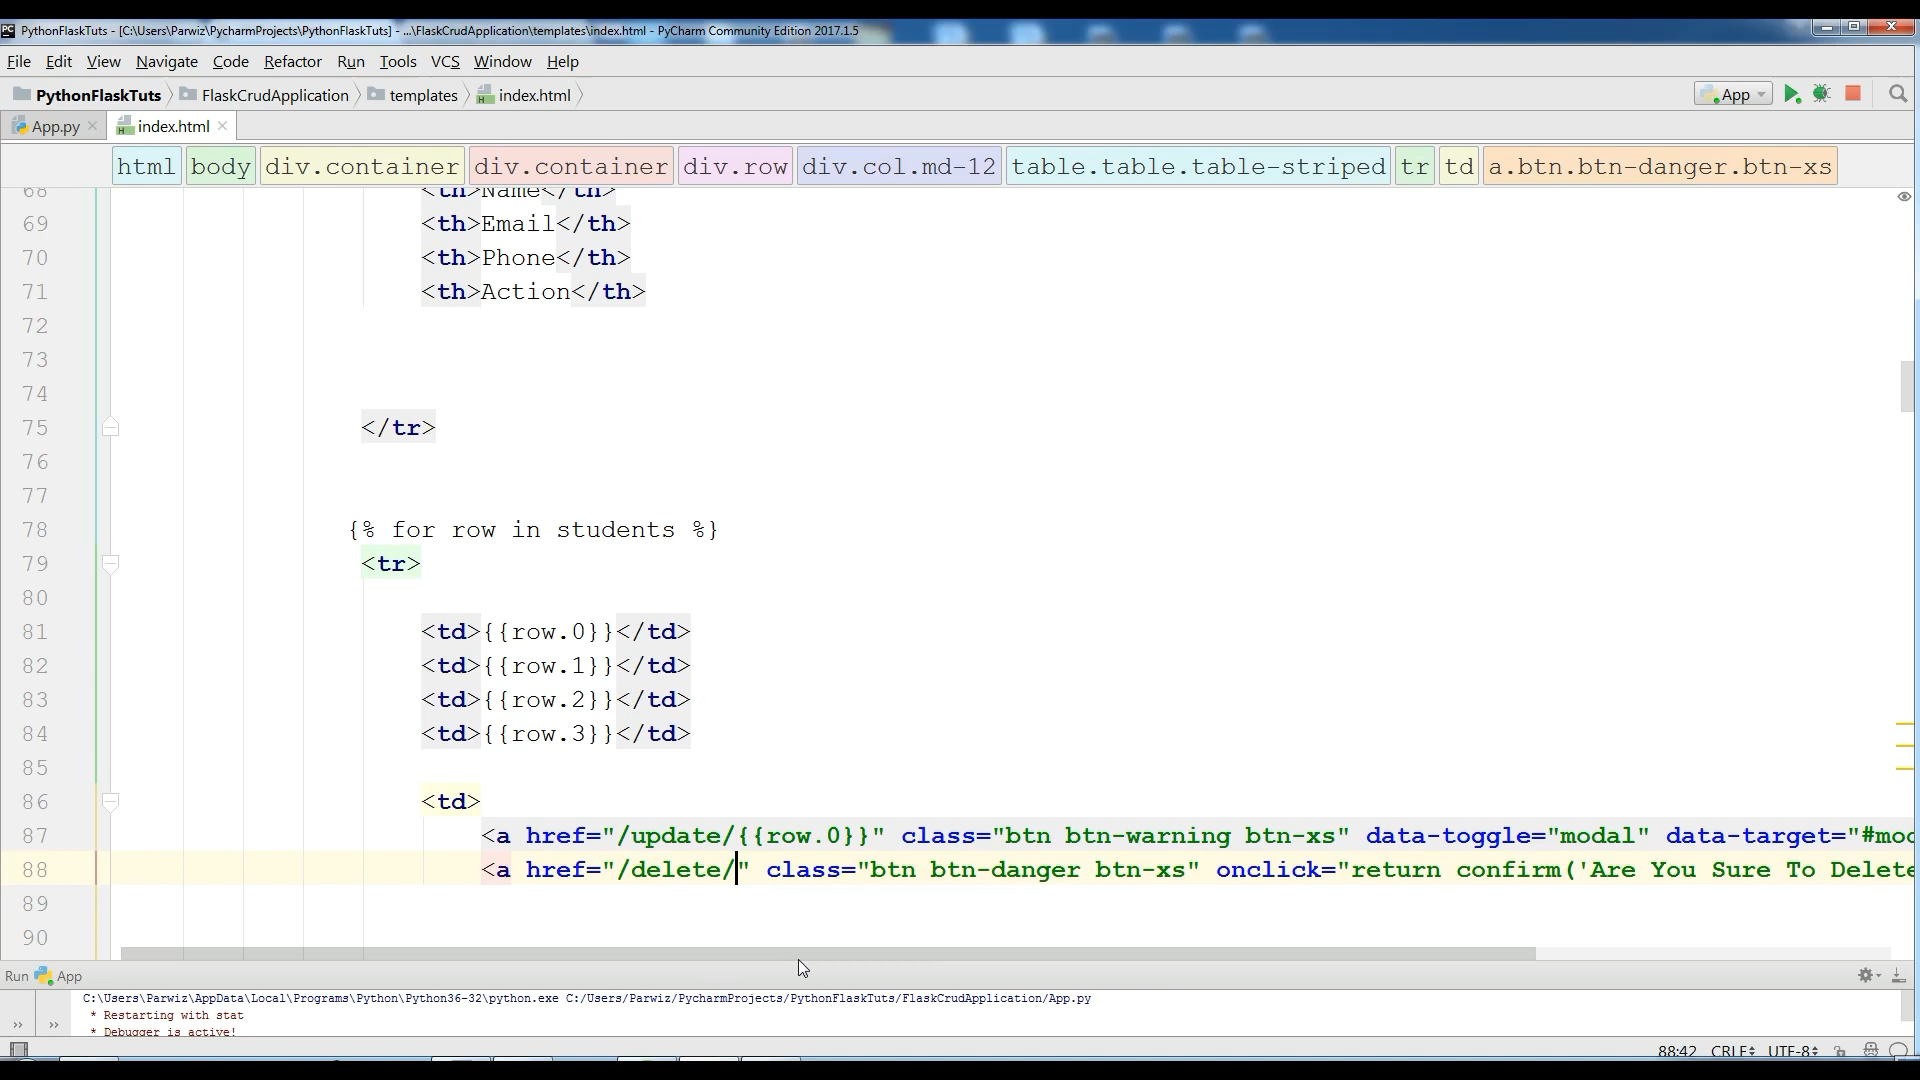 PythonFlaskTuts - [C:\Users\Parwiz\PycharmProjects\PythonFlaskTuts] - ...\FlaskCrudApplication\templates\index.html - PyCharm Community Edition 2017.1.5
File Edit View Navigate Code Refactor Run Tools VCS Window Help
PythonFlaskTuts FlaskCrudApplication templates index.html App
App.py index.html
html body div.container div.container div.row div.col.md-12 table.table.table-striped tr td a.btn.btn-danger.btn-xs
68 <th>Name</th>
69 <th>Email</th>
70 <th>Phone</th>
71 <th>Action</th>
72
73
74
75 </tr>
76
77
78 {% for row in students %}
79 <tr>
80
81 <td>{{row.0}}</td>
82 <td>{{row.1}}</td>
83 <td>{{row.2}}</td>
84 <td>{{row.3}}</td>
85
86 <td>
87 <a href="/update/{{row.0}}" class="btn btn-warning btn-xs" data-toggle="modal" data-target="#mod
88 <a href="/delete/" class="btn btn-danger btn-xs" onclick="return confirm('Are You Sure To Delete
89
90
Run App
C:\Users\Parwiz\AppData\Local\Programs\Python\Python36-32\python.exe C:/Users/Parwiz/PycharmProjects/PythonFlaskTuts/FlaskCrudApplication/App.py
* Restarting with stat
* Debugger is active!
88:42 CRLF UTF-8